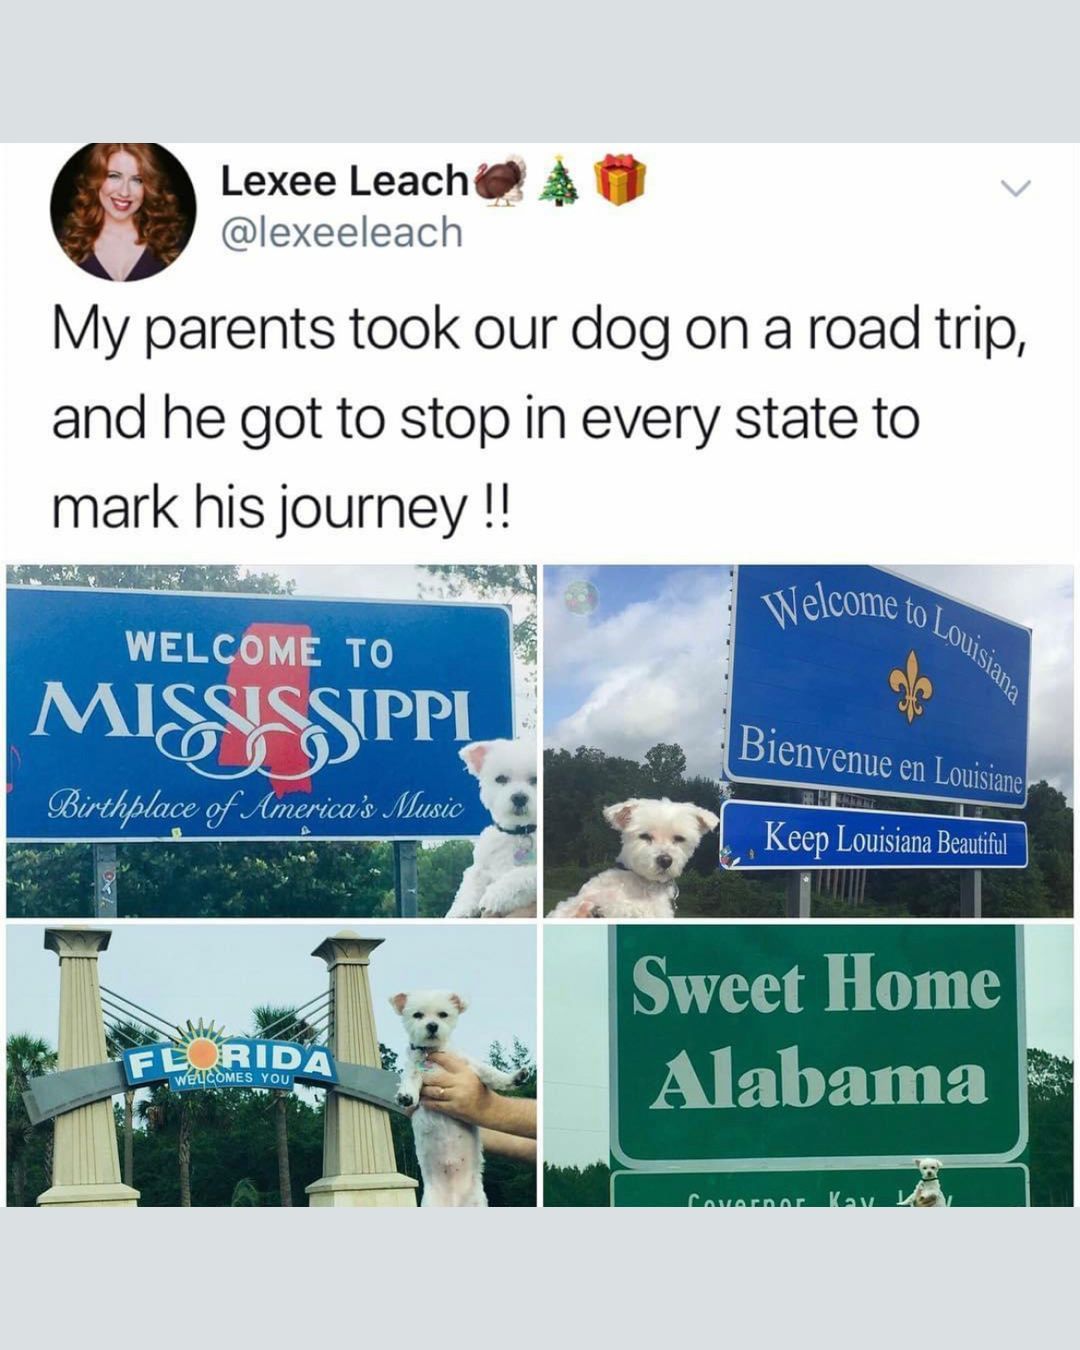 Lexee Leach🦃🎄🎁
@lexeeleach
My parents took our dog on a road trip,
and he got to stop in every state to
mark his journey !!
WELCOME TO
MISSISSIPPI
Birthplace of America's Music
Welcome to Louisiana
Bienvenue en Louisiane
Keep Louisiana Beautiful
FLORIDA
WELCOMES YOU
Sweet Home
Alabama
Governor Kay